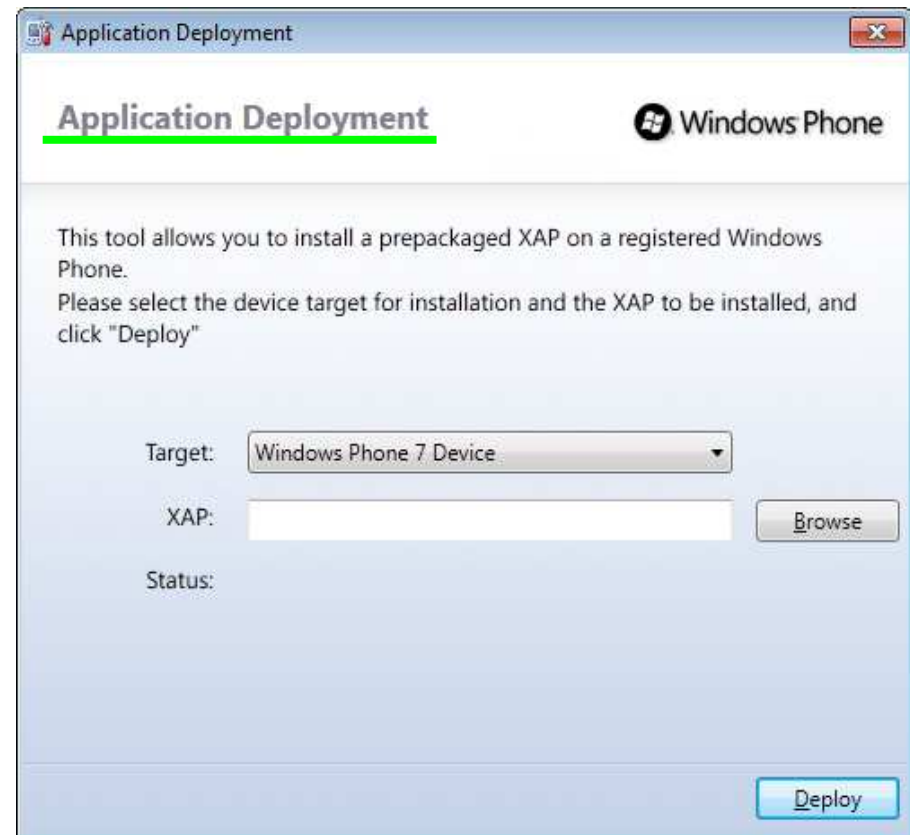 Application Deployment
Application Deployment
Windows Phone
This tool allows you to install a prepackaged XAP on a registered Windows
Phone.
Please select the device target for installation and the XAP to be installed, and
click "Deploy"
Target: Windows Phone 7 Device
XAP: Browse
Status:
Deploy